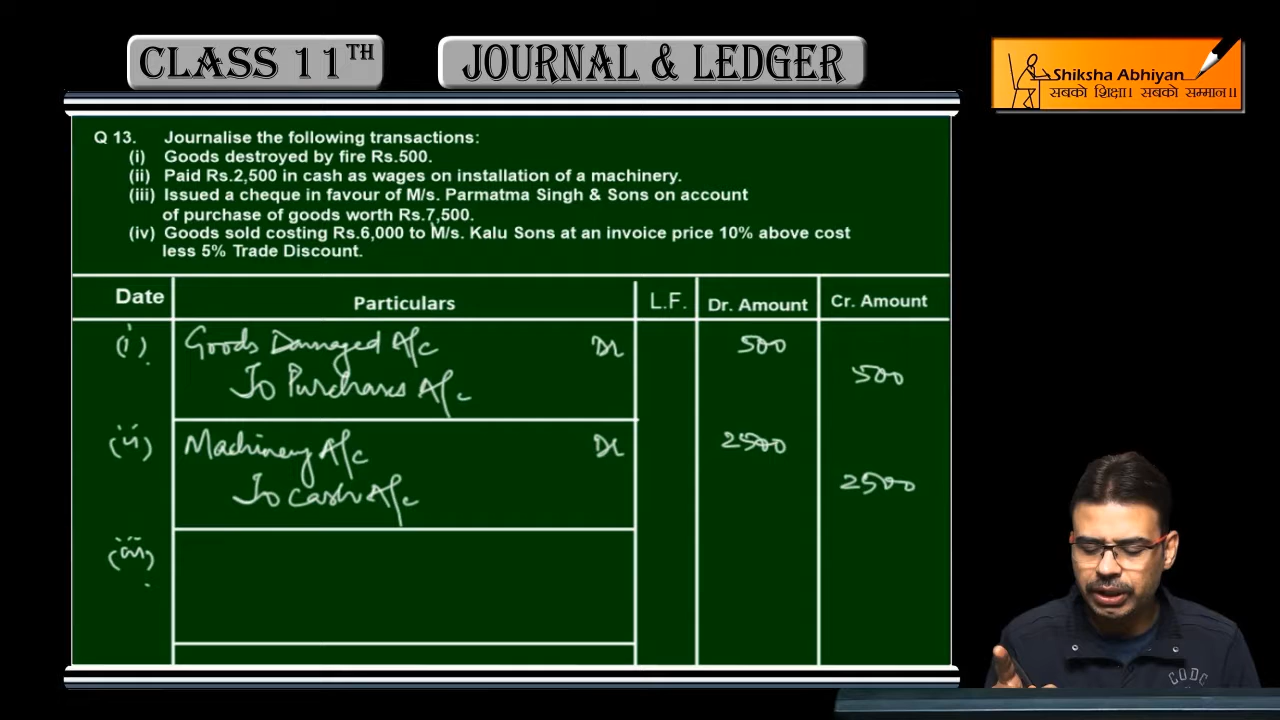 CLASS 11TH
JOURNAL & LEDGER
Shiksha Abhiyan
सबको शिक्षा। सबको सम्मान॥
Q 13. Journalise the following transactions:
(i) Goods destroyed by fire Rs.500.
(ii) Paid Rs.2,500 in cash as wages on installation of a machinery.
(iii) Issued a cheque in favour of M/s. Parmatma Singh & Sons on account
of purchase of goods worth Rs.7,500.
(iv) Goods sold costing Rs.6,000 to M/s. Kalu Sons at an invoice price 10% above cost
less 5% Trade Discount.
Date Particulars L.F. Dr. Amount Cr. Amount
(i) Goods Damaged A/c Dr 500
To Purchases A/c 500
(ii) Machinery A/c Dr 2500
To Cash A/c 2500
(iii)
CODE